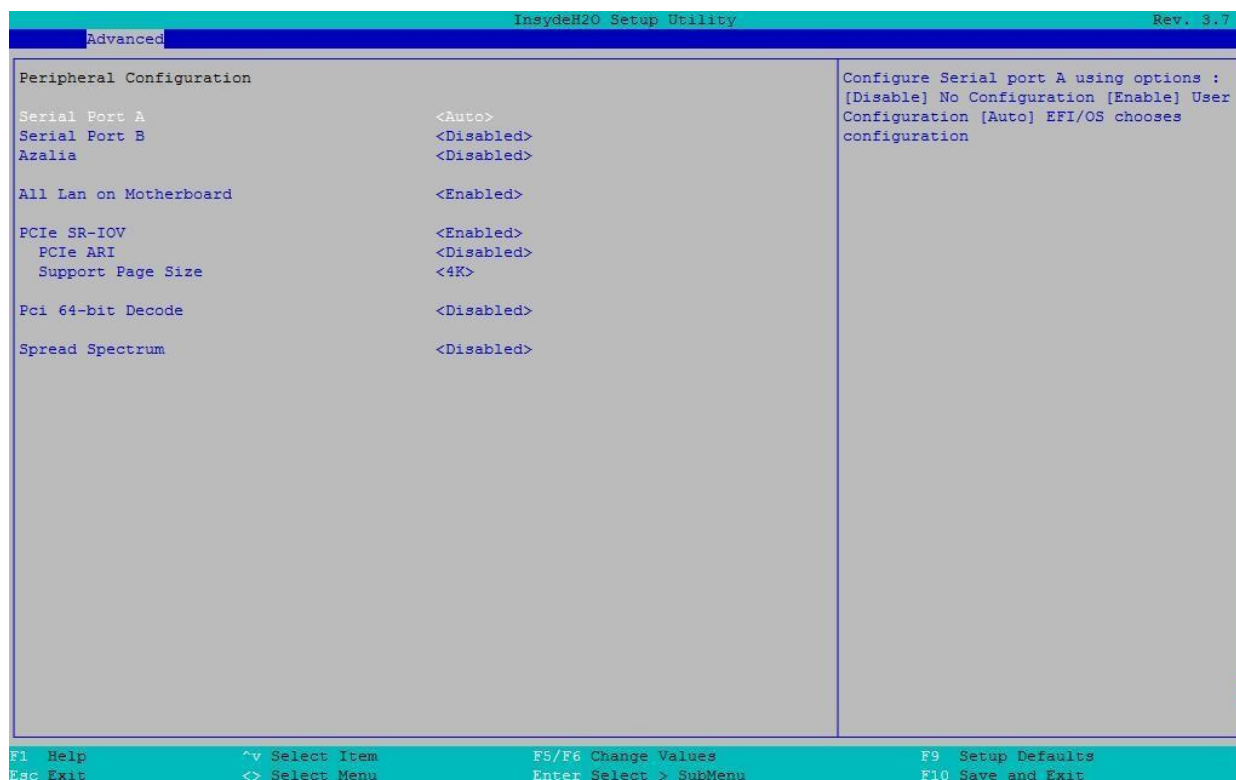 InsydeH2O Setup Utility Rev. 3.7
Advanced
Peripheral Configuration
Serial Port A <Auto>
Serial Port B <Disabled>
Azalia <Disabled>
All Lan on Motherboard <Enabled>
PCIe SR-IOV <Enabled>
PCIe ARI <Disabled>
Support Page Size <4K>
Pci 64-bit Decode <Disabled>
Spread Spectrum <Disabled>
Configure Serial port A using options :
[Disable] No Configuration [Enable] User
Configuration [Auto] EFI/OS chooses
configuration
F1 Help ^v Select Item F5/F6 Change Values F9 Setup Defaults
Esc Exit <> Select Menu Enter Select > SubMenu F10 Save and Exit